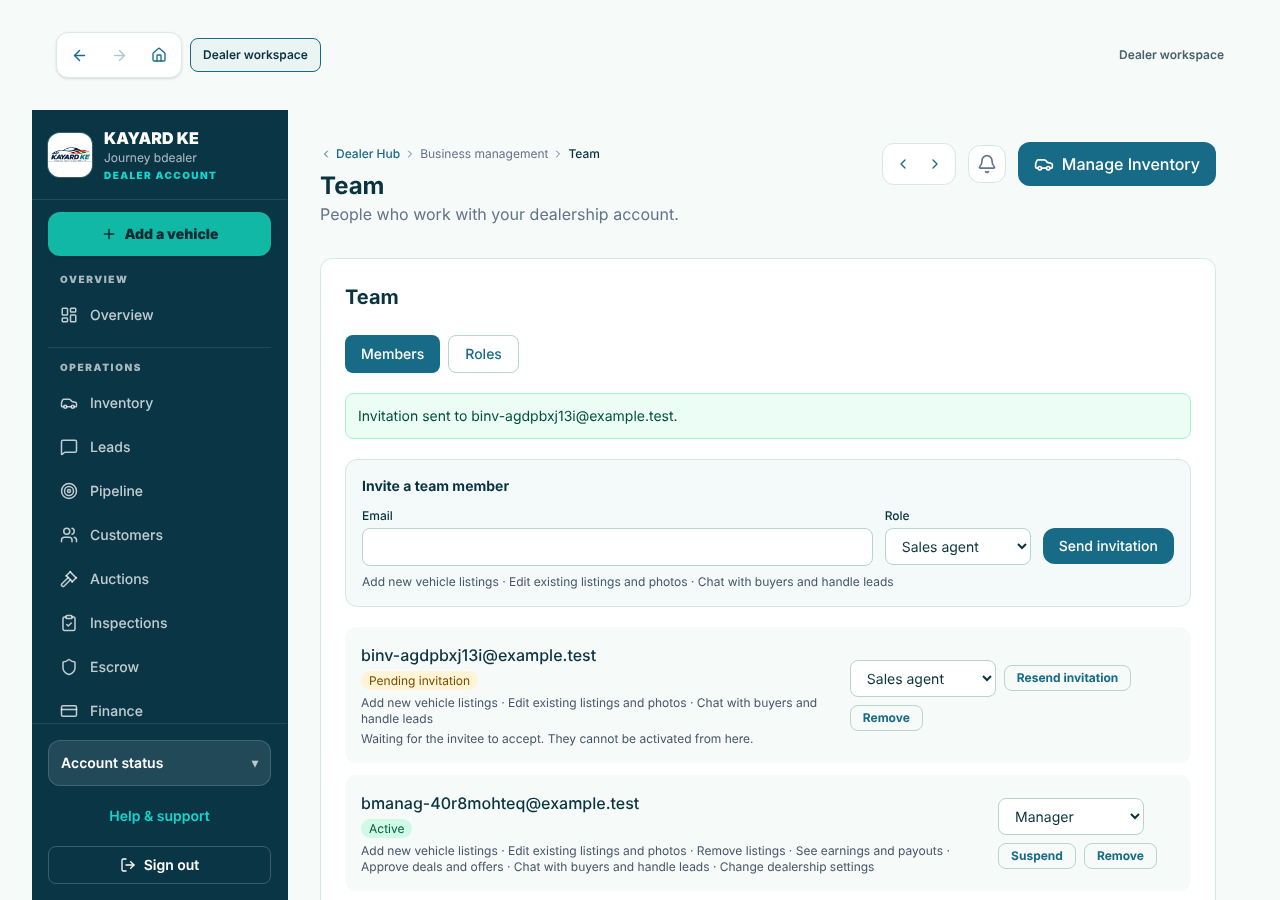 Dealer workspace
Dealer workspace
KAYARD KE
KAYARD KE
Journey bdealer
DEALER ACCOUNT
+ Add a vehicle
OVERVIEW
Overview
OPERATIONS
Inventory
Leads
Pipeline
Customers
Auctions
Inspections
Escrow
Finance
Account status ▾
Help & support
Sign out
‹ Dealer Hub › Business management › Team
Team
People who work with your dealership account.
Manage Inventory
Team
Members
Roles
Invitation sent to binv-agdpbxj13i@example.test.
Invite a team member
Email
Role
Sales agent
Send invitation
Add new vehicle listings · Edit existing listings and photos · Chat with buyers and handle leads
binv-agdpbxj13i@example.test
Pending invitation
Add new vehicle listings · Edit existing listings and photos · Chat with buyers and
handle leads
Waiting for the invitee to accept. They cannot be activated from here.
Sales agent
Resend invitation
Remove
bmanag-40r8mohteq@example.test
Active
Add new vehicle listings · Edit existing listings and photos · Remove listings · See earnings and payouts ·
Approve deals and offers · Chat with buyers and handle leads · Change dealership settings
Manager
Suspend
Remove